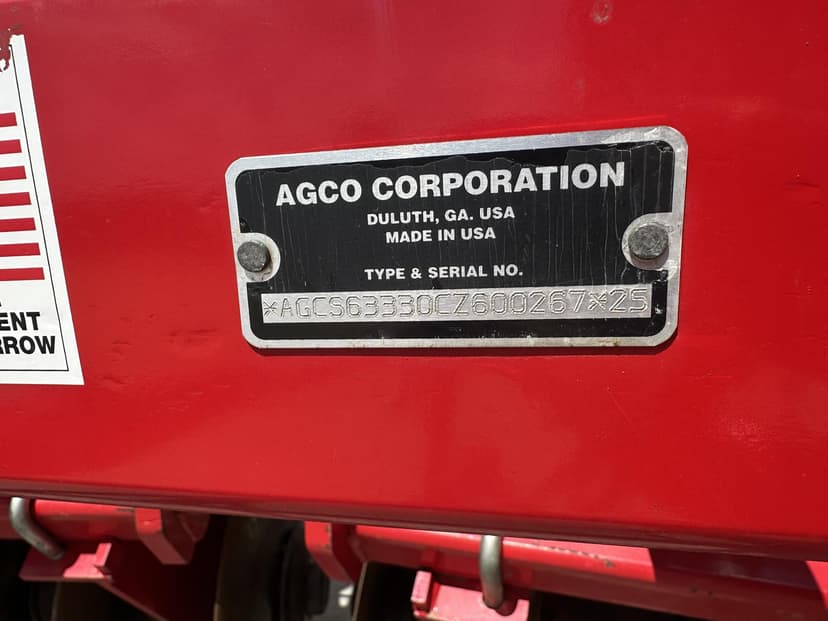 ENT
RROW
AGCO CORPORATION
DULUTH, GA. USA
MADE IN USA
TYPE & SERIAL NO.
*AGCS63330CZ600267*25